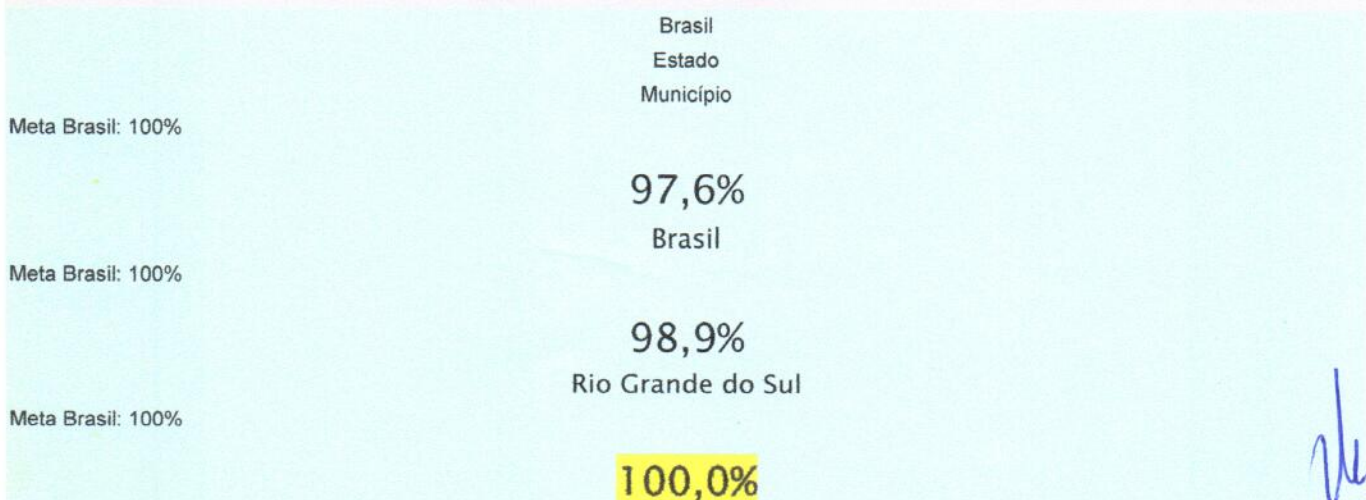 Brasil
Estado
Município
Meta Brasil: 100%
97,6%
Brasil
Meta Brasil: 100%
98,9%
Rio Grande do Sul
Meta Brasil: 100%
100,0%